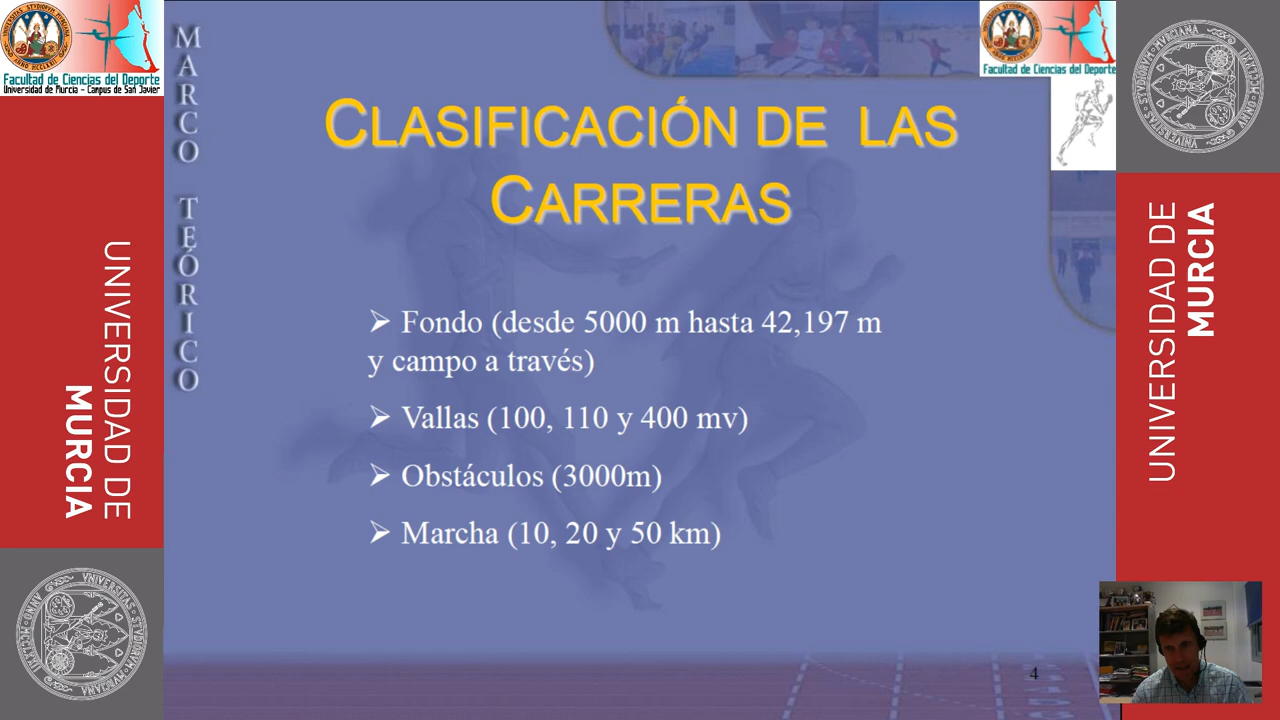 Facultad de Ciencias del Deporte
Universidad de Murcia - Campus de San Javier
MARCO TEÓRICO
Facultad de Ciencias del Deporte
CLASIFICACIÓN DE LAS
CARRERAS
➢ Fondo (desde 5000 m hasta 42,197 m
y campo a través)
➢ Vallas (100, 110 y 400 mv)
➢ Obstáculos (3000m)
➢ Marcha (10, 20 y 50 km)
4
UNIVERSIDAD DE
MURCIA
UNIVERSIDAD DE
MURCIA